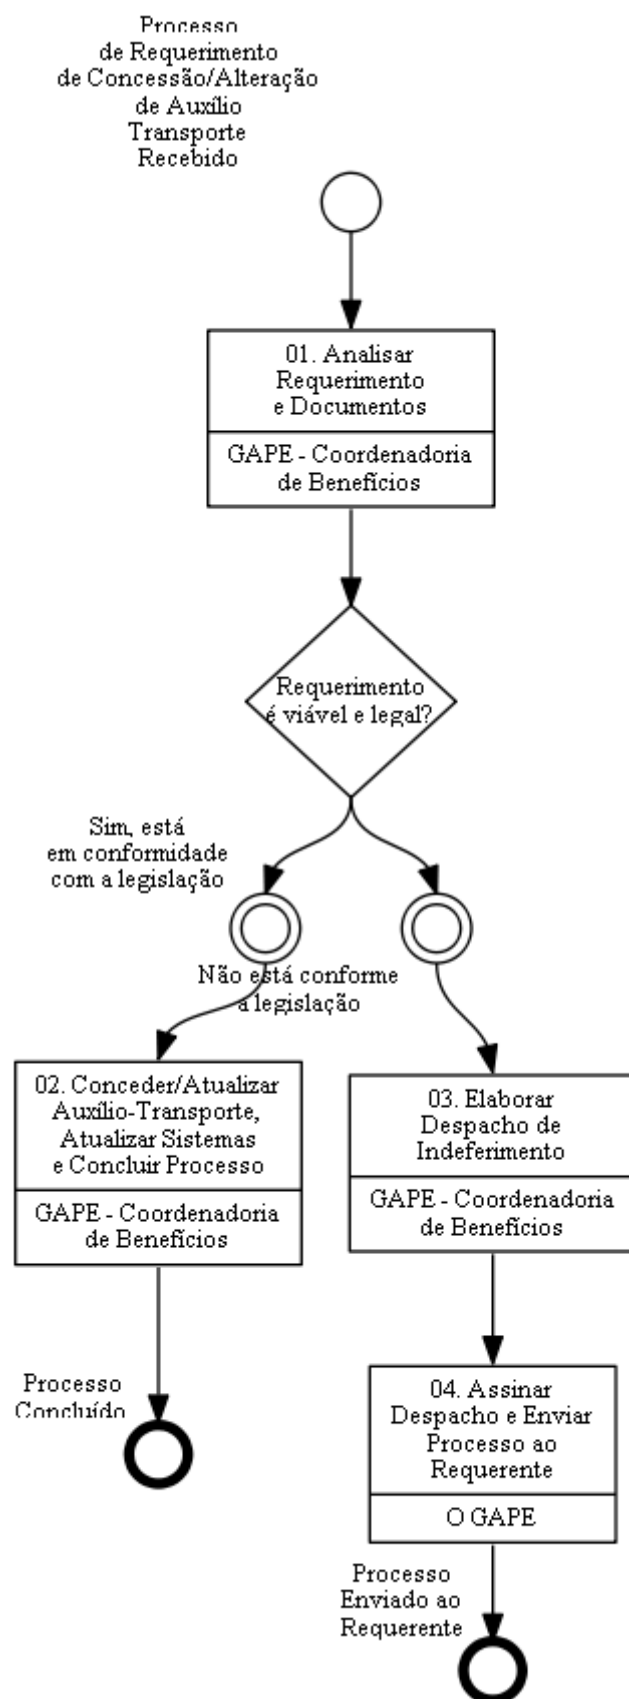 Processo
de Requerimento
de Concessão/Alteração
de Auxílio
Transporte
Recebido
01. Analisar
Requerimento
e Documentos
GAPE - Coordenadoria
de Benefícios
Requerimento
é viável e legal?
Sim, está
em conformidade
com a legislação
Não está conforme
a legislação
02. Conceder/Atualizar
Auxílio-Transporte,
Atualizar Sistemas
e Concluir Processo
GAPE - Coordenadoria
de Benefícios
03. Elaborar
Despacho de
Indeferimento
GAPE - Coordenadoria
de Benefícios
Processo
Concluído
04. Assinar
Despacho e Enviar
Processo ao
Requerente
O GAPE
Processo
Enviado ao
Requerente